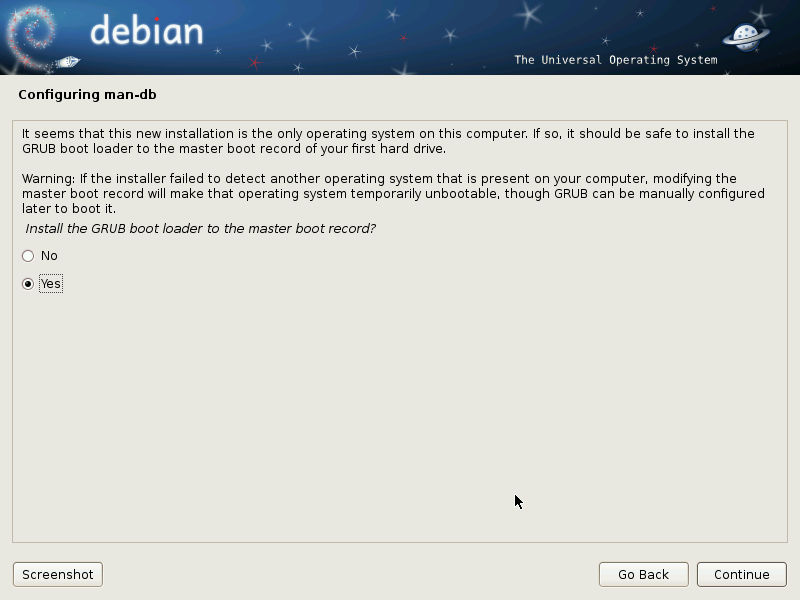 debian
The Universal Operating System
Configuring man-db
It seems that this new installation is the only operating system on this computer. If so, it should be safe to install the
GRUB boot loader to the master boot record of your first hard drive.
Warning: If the installer failed to detect another operating system that is present on your computer, modifying the
master boot record will make that operating system temporarily unbootable, though GRUB can be manually configured
later to boot it.
Install the GRUB boot loader to the master boot record?
No
Yes
Screenshot
Go Back
Continue